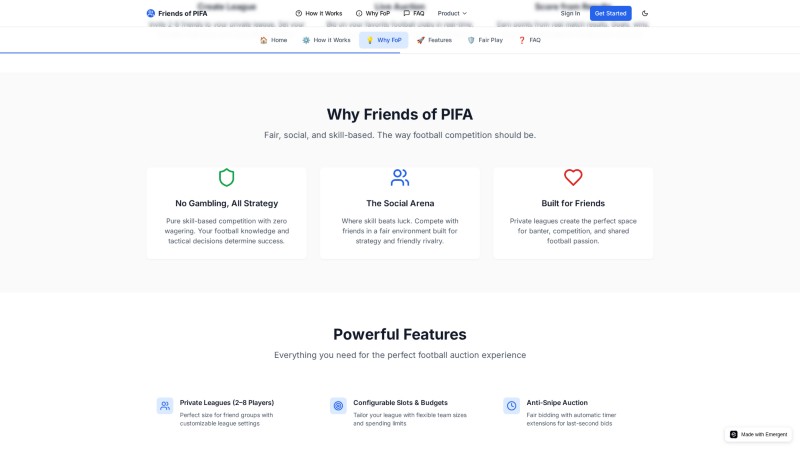 Friends of PIFA
How it Works
Why FoP
FAQ
Product
Sign In
Get Started
Home
How it Works
Why FoP
Features
Fair Play
FAQ
Why Friends of PIFA
Fair, social, and skill-based. The way football competition should be.
No Gambling, All Strategy
Pure skill-based competition with zero
wagering. Your football knowledge and
tactical decisions determine success.
The Social Arena
Where skill beats luck. Compete with
friends in a fair environment built for
strategy and friendly rivalry.
Built for Friends
Private leagues create the perfect space
for banter, competition, and shared
football passion.
Powerful Features
Everything you need for the perfect football auction experience
Private Leagues (2–8 Players)
Perfect size for friend groups with
customizable league settings
Configurable Slots & Budgets
Tailor your league with flexible team sizes
and spending limits
Anti-Snipe Auction
Fair bidding with automatic timer
extensions for last-second bids
Made with Emergent